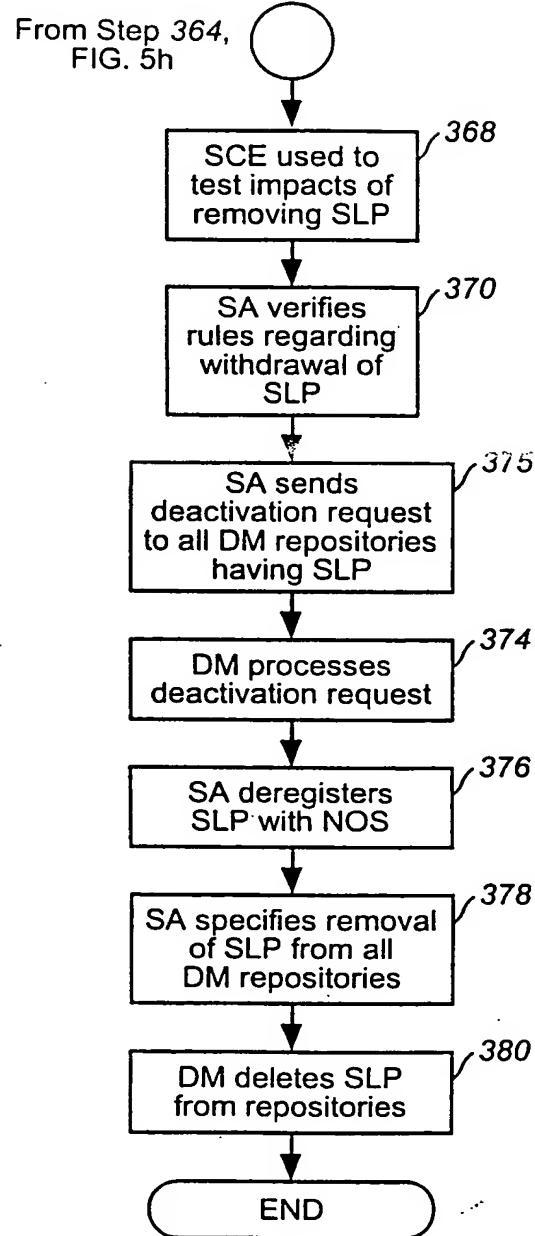 From Step 364,
FIG. 5h
368
SCE used to
test impacts of
removing SLP
370
SA verifies
rules regarding
withdrawal of
SLP
375
SA sends
deactivation request
to all DM repositories
having SLP
374
DM processes
deactivation request
376
SA deregisters
SLP with NOS
378
SA specifies removal
of SLP from all
DM repositories
380
DM deletes SLP
from repositories
END